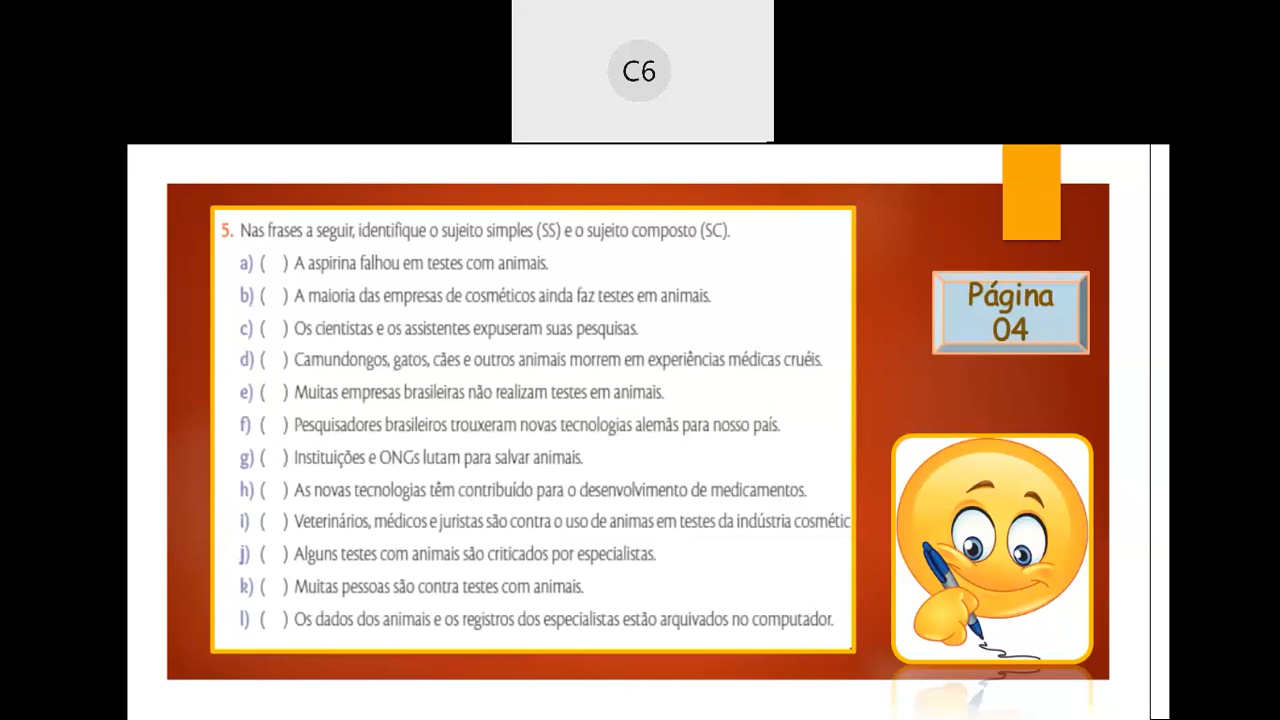 C6
5. Nas frases a seguir, identifique o sujeito simples (SS) e o sujeito composto (SC).
a) ( ) A aspirina falhou em testes com animais.
b) ( ) A maioria das empresas de cosméticos ainda faz testes em animais.
c) ( ) Os cientistas e os assistentes expuseram suas pesquisas.
d) ( ) Camundongos, gatos, cães e outros animais morrem em experiências médicas cruéis.
e) ( ) Muitas empresas brasileiras não realizam testes em animais.
f) ( ) Pesquisadores brasileiros trouxeram novas tecnologias alemãs para nosso país.
g) ( ) Instituições e ONGs lutam para salvar animais.
h) ( ) As novas tecnologias têm contribuído para o desenvolvimento de medicamentos.
i) ( ) Veterinários, médicos e juristas são contra o uso de animas em testes da indústria cosmétic
j) ( ) Alguns testes com animais são criticados por especialistas.
k) ( ) Muitas pessoas são contra testes com animais.
l) ( ) Os dados dos animais e os registros dos especialistas estão arquivados no computador.
Página
04